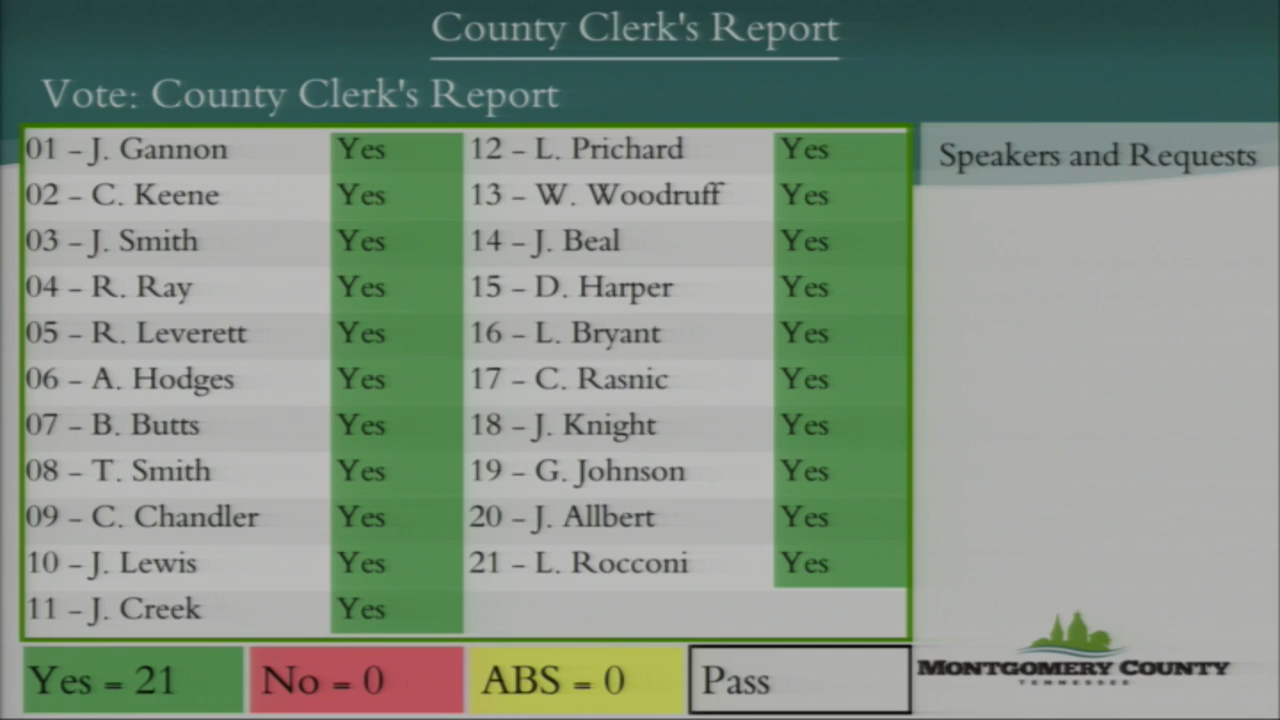 County Clerk's Report
Vote: County Clerk's Report
01 - J. Gannon Yes 12 - L. Prichard Yes
02 - C. Keene Yes 13 - W. Woodruff Yes
03 - J. Smith Yes 14 - J. Beal Yes
04 - R. Ray Yes 15 - D. Harper Yes
05 - R. Leverett Yes 16 - L. Bryant Yes
06 - A. Hodges Yes 17 - C. Rasnic Yes
07 - B. Butts Yes 18 - J. Knight Yes
08 - T. Smith Yes 19 - G. Johnson Yes
09 - C. Chandler Yes 20 - J. Allbert Yes
10 - J. Lewis Yes 21 - L. Rocconi Yes
11 - J. Creek Yes
Yes = 21 No = 0 ABS = 0 Pass
Speakers and Requests
MONTGOMERY COUNTY
TENNESSEE